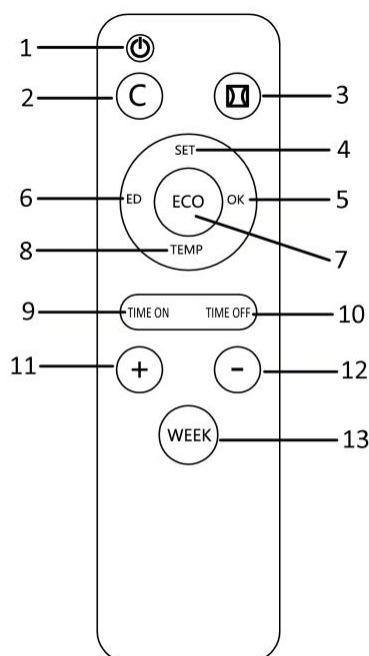 1
2 C 3
SET 4
6 ED ECO OK 5
8 TEMP 7
9 TIME ON TIME OFF 10
11 + - 12
WEEK 13